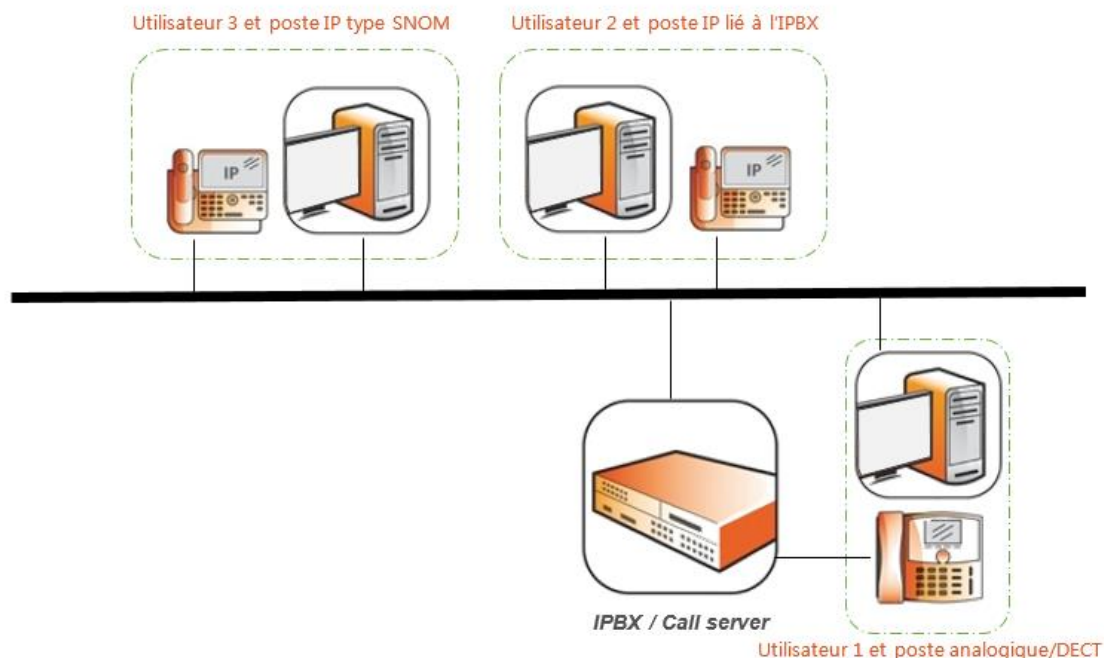 Utilisateur 3 et poste IP type SNOM
Utilisateur 2 et poste IP lié à l'IPBX
IP
IP
IPBX / Call server
Utilisateur 1 et poste analogique/DECT